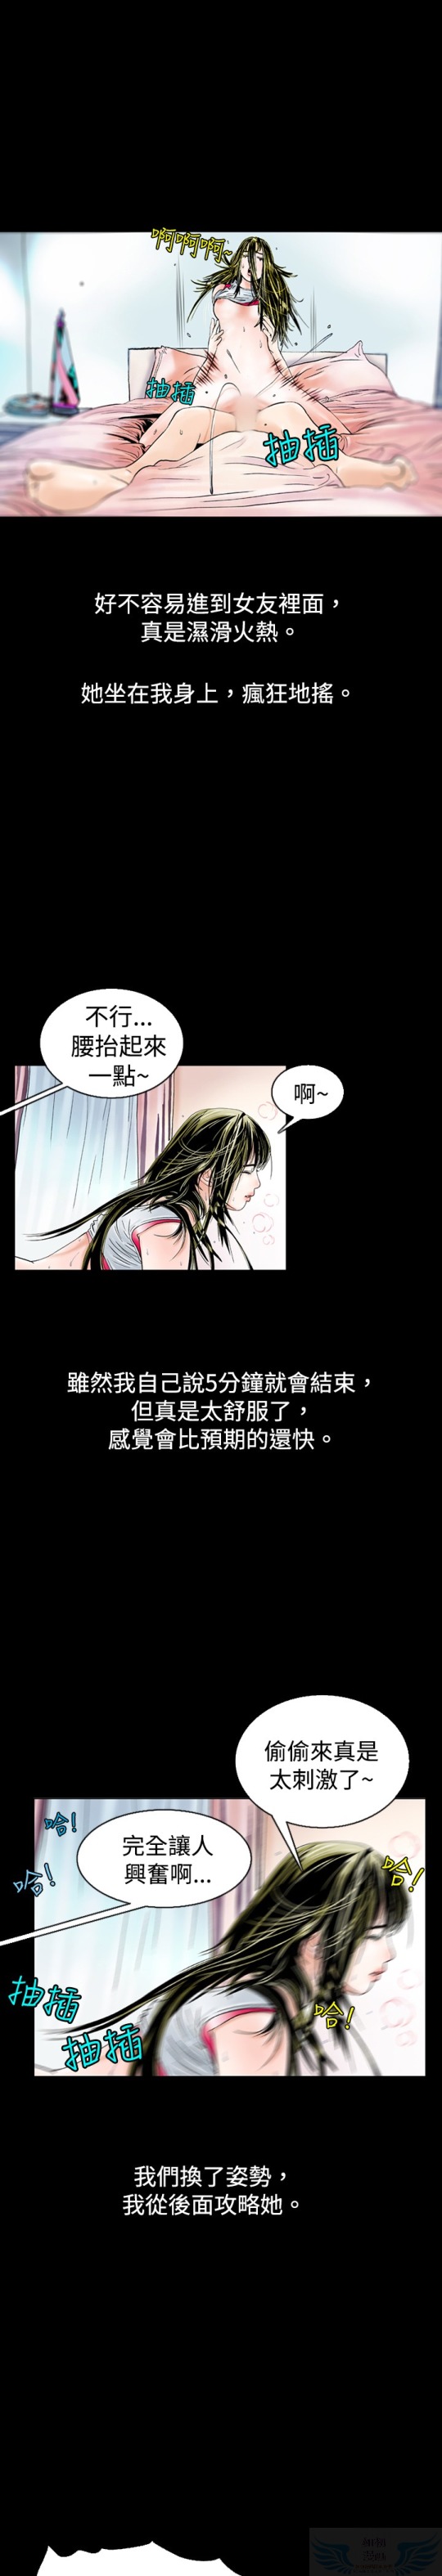 啊啊啊~
抽插
抽插
好不容易進到女友裡面，
真是濕滑火熱。
她坐在我身上，瘋狂地搖。
不行…
腰抬起來
一點~
啊~
雖然我自己說5分鐘就會結束，
但真是太舒服了，
感覺會比預期的還快。
偷偷來真是
太刺激了~
哈!
完全讓人
興奮啊…
哈!
哈!
抽插
哈!
抽插
我們換了姿勢，
我從後面攻略她。